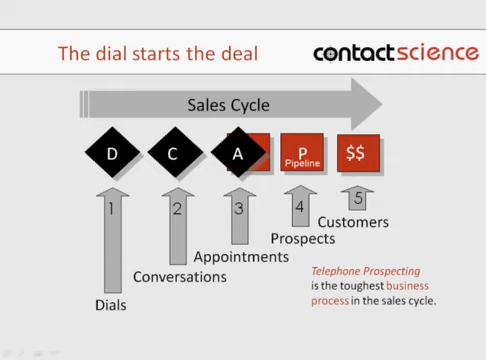 The dial starts the deal
contactscience
Sales Cycle
D
C
A
P
Pipeline
$$
1
2
3
4
5
Customers
Prospects
Appointments
Conversations
Dials
Telephone Prospecting
is the toughest business
process in the sales cycle.